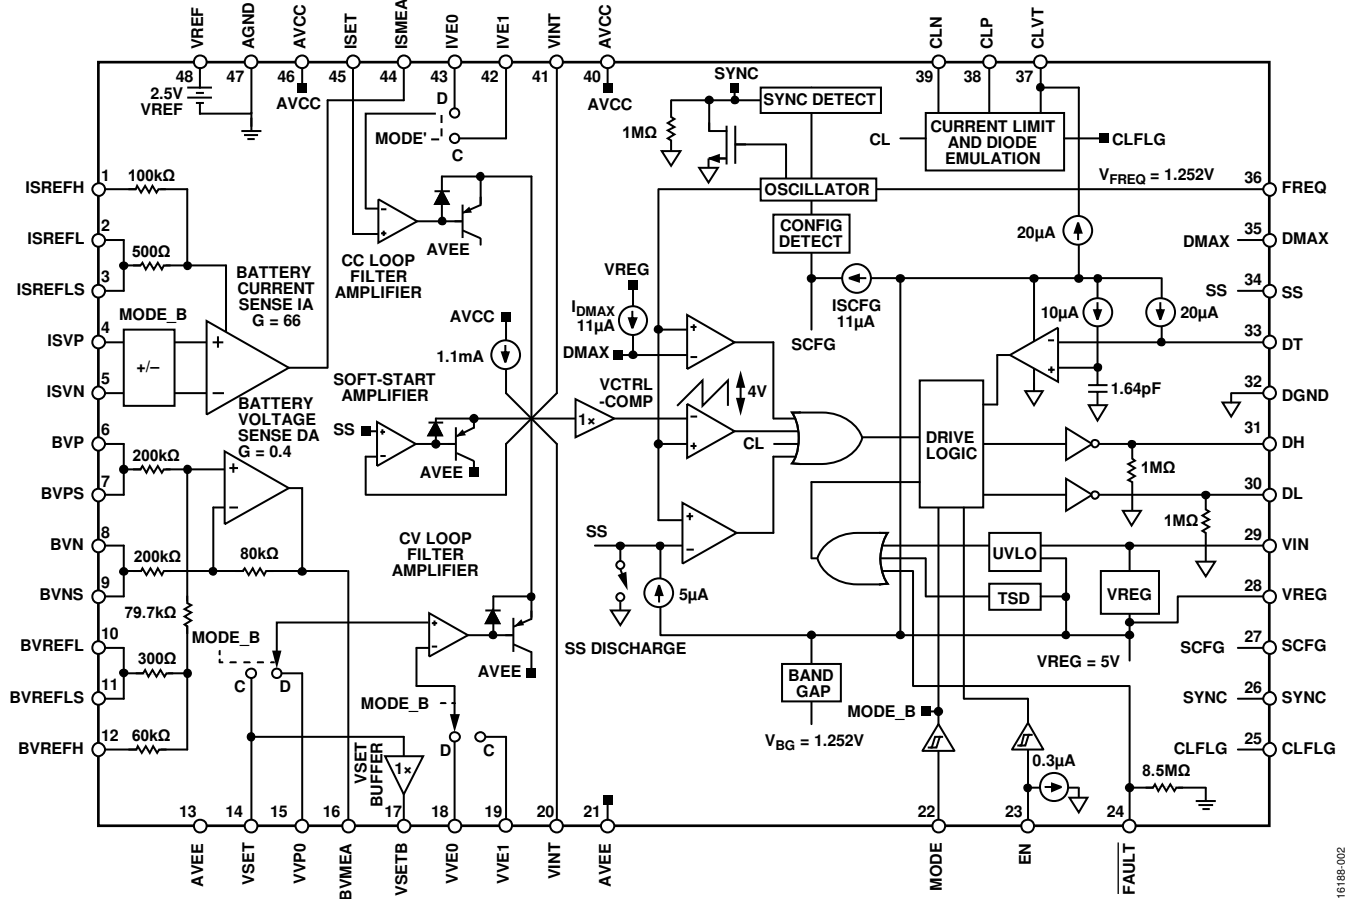 VREF
AGND
AVCC
ISET
ISMEA
IVE0
IVE1
VINT
AVCC
CLN
CLP
CLVT
48
47
46
45
44
43
42
41
40
39
38
37
2.5V
VREF
AVCC
D
MODE'
C
AVCC
SYNC
SYNC DETECT
1MΩ
CL
CURRENT LIMIT
AND DIODE
EMULATION
CLFLG
OSCILLATOR
VFREQ = 1.252V
CONFIG
DETECT
36
FREQ
ISREFH
1
100kΩ
ISREFL
2
500Ω
ISREFLS
3
BATTERY
CURRENT
SENSE IA
G = 66
MODE_B
ISVP
4
+/–
+
–
ISVN
5
BATTERY
VOLTAGE
SENSE DA
G = 0.4
BVP
6
200kΩ
+
–
BVPS
7
BVN
8
200kΩ
80kΩ
BVNS
9
79.7kΩ
BVREFL
10
MODE_B
300Ω
BVREFLS
11
C
D
BVREFH
12
60kΩ
–
+
AVEE
CC LOOP
FILTER
AMPLIFIER
AVCC
1.1mA
SOFT-START
AMPLIFIER
SS
+
–
AVEE
CV LOOP
FILTER
AMPLIFIER
+
–
AVEE
MODE_B
D
C
VSET
BUFFER
1×
VREG
IDMAX
11µA
DMAX
+
–
VCTRL
-COMP
1×
4V
–
+
CL
+
–
SS
5µA
SS DISCHARGE
SCFG
ISCFG
11µA
20µA
10µA
20µA
–
+
1.64pF
DRIVE
LOGIC
1MΩ
1MΩ
UVLO
TSD
VREG
VREG = 5V
BAND
GAP
VBG = 1.252V
MODE_B
0.3µA
8.5MΩ
DMAX
35
DMAX
SS
34
SS
33
DT
32
DGND
31
DH
30
DL
29
VIN
28
VREG
SCFG
27
SCFG
SYNC
26
SYNC
CLFLG
25
CLFLG
13
14
15
16
17
18
19
20
21
22
23
24
AVEE
VSET
VVP0
BVMEA
VSETB
VVE0
VVE1
VINT
AVEE
MODE
EN
FAULT
16188-002